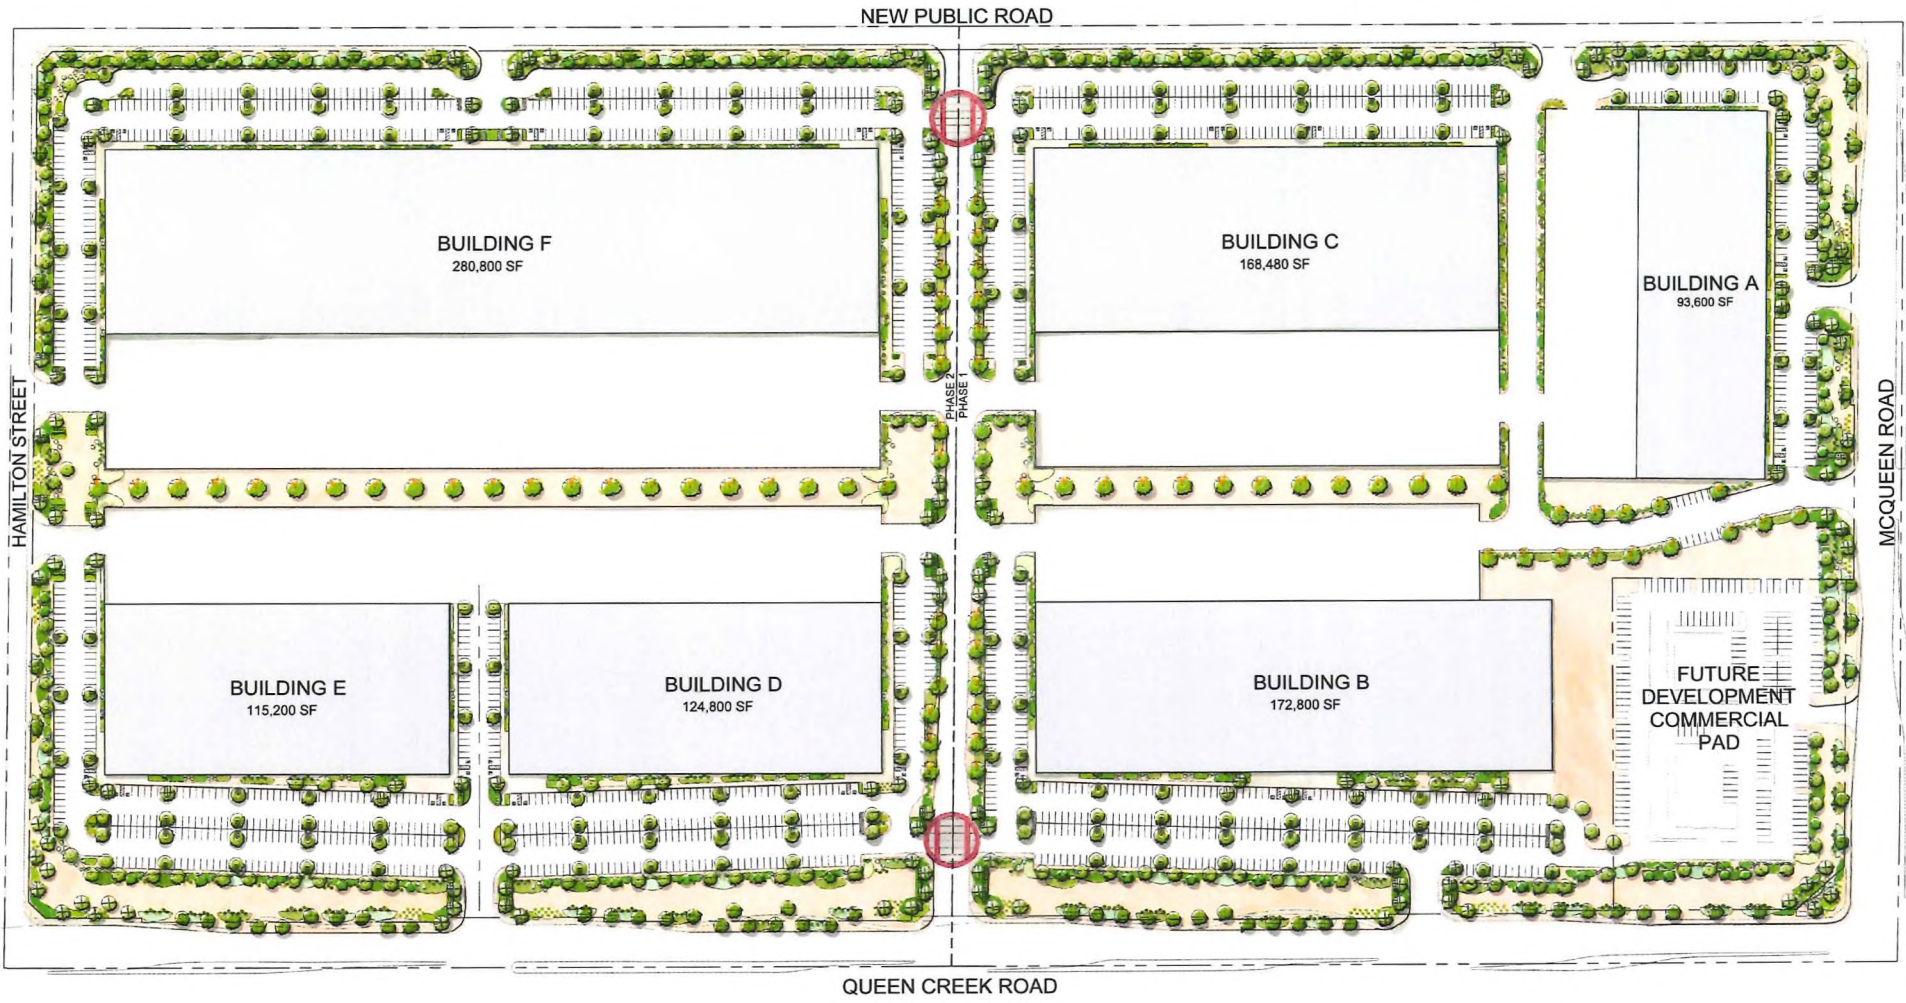 NEW PUBLIC ROAD
BUILDING F
280,800 SF
BUILDING C
168,480 SF
BUILDING A
93,600 SF
PHASE 2
PHASE 1
HAMILTON STREET
MCQUEEN ROAD
BUILDING E
115,200 SF
BUILDING D
124,800 SF
BUILDING B
172,800 SF
FUTURE
DEVELOPMENT
COMMERCIAL
PAD
QUEEN CREEK ROAD